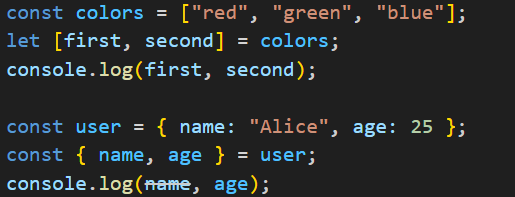 const colors = ["red", "green", "blue"];
let [first, second] = colors;
console.log(first, second);

const user = { name: "Alice", age: 25 };
const { name, age } = user;
console.log(name, age);